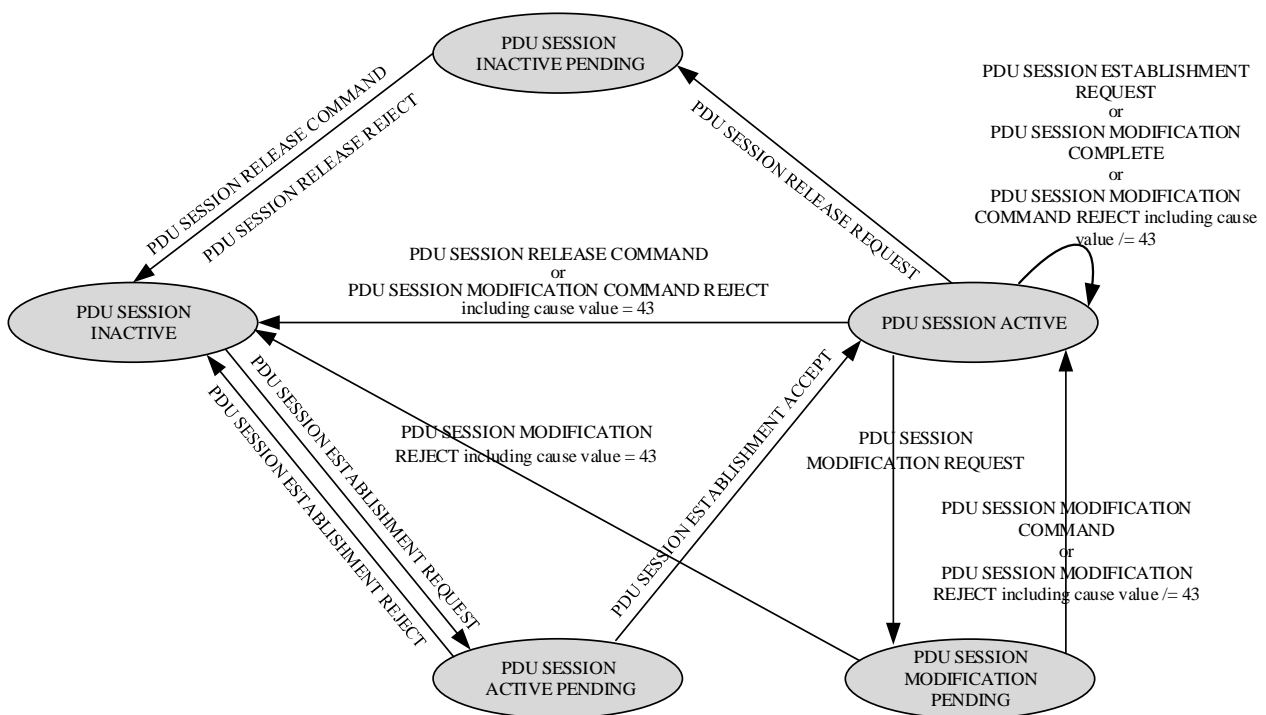 PDU SESSION
INACTIVE PENDING
PDU SESSION ESTABLISHMENT
REQUEST
or
PDU SESSION MODIFICATION
COMPLETE
or
PDU SESSION MODIFICATION
COMMAND REJECT including cause
value /= 43
PDU SESSION RELEASE COMMAND
PDU SESSION RELEASE REJECT
PDU SESSION RELEASE REQUEST
PDU SESSION RELEASE COMMAND
or
PDU SESSION MODIFICATION COMMAND REJECT
including cause value = 43
PDU SESSION
INACTIVE
PDU SESSION ACTIVE
PDU SESSION ESTABLISHMENT REQUEST
PDU SESSION ESTABLISHMENT REJECT
PDU SESSION MODIFICATION
REJECT including cause value = 43
PDU SESSION ESTABLISHMENT ACCEPT
PDU SESSION
MODIFICATION REQUEST
PDU SESSION MODIFICATION
COMMAND
or
PDU SESSION MODIFICATION
REJECT including cause value /= 43
PDU SESSION
ACTIVE PENDING
PDU SESSION
MODIFICATION
PENDING